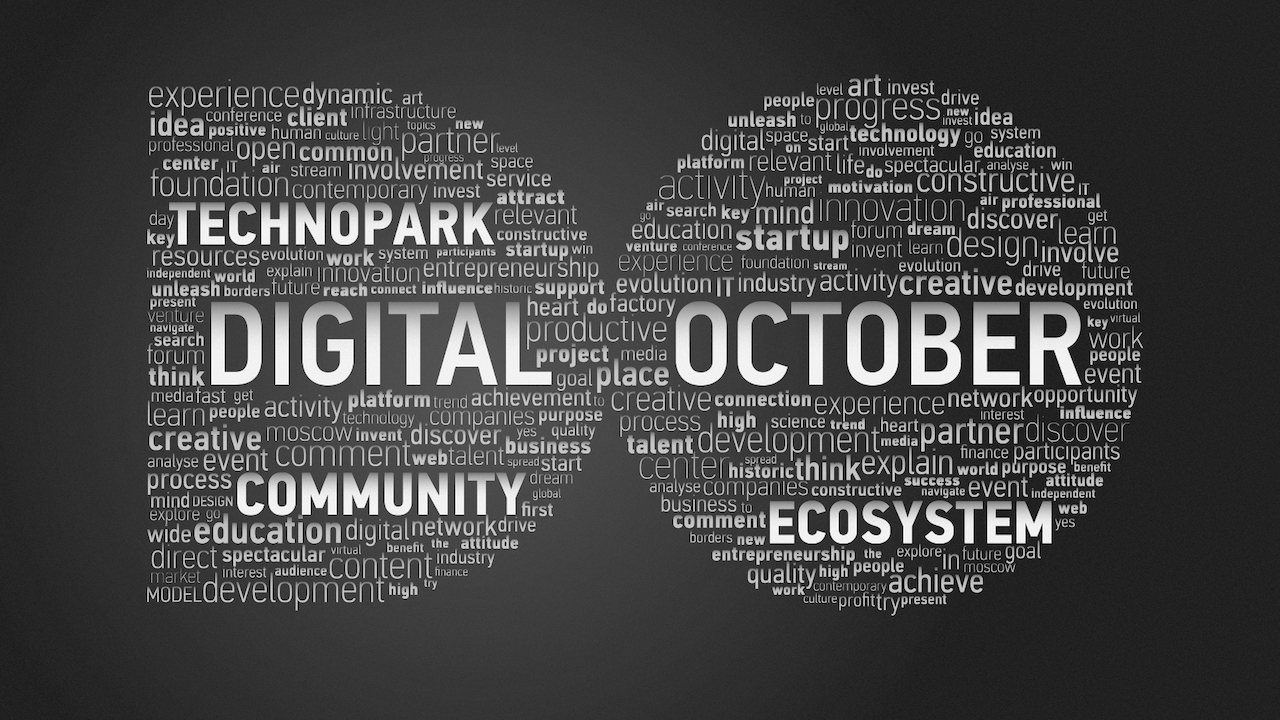 experience dynamic art
conference client infrastructure
idea positive human culture light topics new
professional open common partner level
center IT air stream involvement progress space
foundation contemporary invest service
attract
day TECHNOPARK relevant
key constructive
resources evolution work system participants startup win
independent world explain innovation entrepreneurship
unleash borders future reach connect influence historic support
present heart do factory
venture productive
navigate
search DIGITAL project media
forum
think goal place
media fast get platform trend achievement to
learn people activity technology companies purpose
creative moscow invent discover yes quality
analyse event comment web talent business
spread start
process COMMUNITY dream
mind DESIGN global
explore go first
wide education digital network drive
direct spectacular virtual benefit the attitude
market interest audience content industry
finance
MODEL development high try
level art invest
people progress drive
unleash to new invest idea
digital space global technology go system
on start involvement education
platform relevant life do spectacular analyse win
activity human project motivation constructive IT
air search key mind innovation air professional
go discover get
education startup forum dream learn
venture conference invent learn design involve
experience foundation stream evolution drive future
evolution IT industry activity creative development
evolution
OCTOBER key virtual
work
people
event
creative connection experience network opportunity
process high science trend heart interest influence
talent development media partner discover
center spread finance participants
historic think explain world purpose benefit
analyse companies constructive success navigate event attitude
independent
business to ECOSYSTEM web
comment yes
borders new
entrepreneurship the explore in future goal
quality high people moscow
work contemporary achieve
culture profit try present